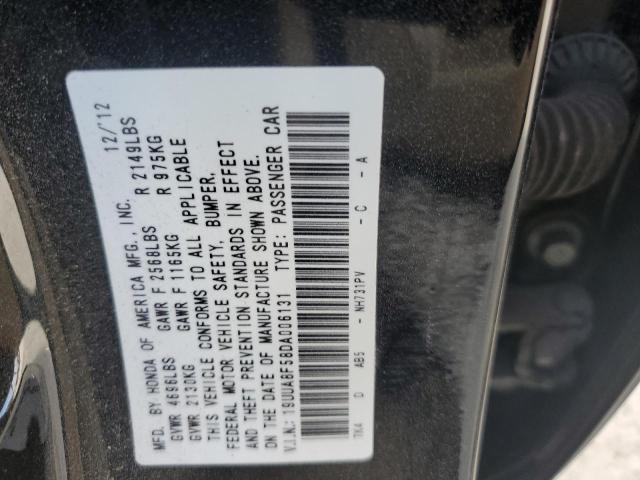 MFD. BY HONDA OF AMERICA MFG., INC. 12/'12
GVWR 4696LBS GAWR F 2568LBS R 2149LBS
GVWR 2130KG GAWR F 1165KG R 975KG
THIS VEHICLE CONFORMS TO ALL APPLICABLE
FEDERAL MOTOR VEHICLE SAFETY, BUMPER,
AND THEFT PREVENTION STANDARDS IN EFFECT
ON THE DATE OF MANUFACTURE SHOWN ABOVE.
V.I.N.: 19UUA8F58DA006131 TYPE: PASSENGER CAR
TK4 D AB5 - NH731PV - C - A